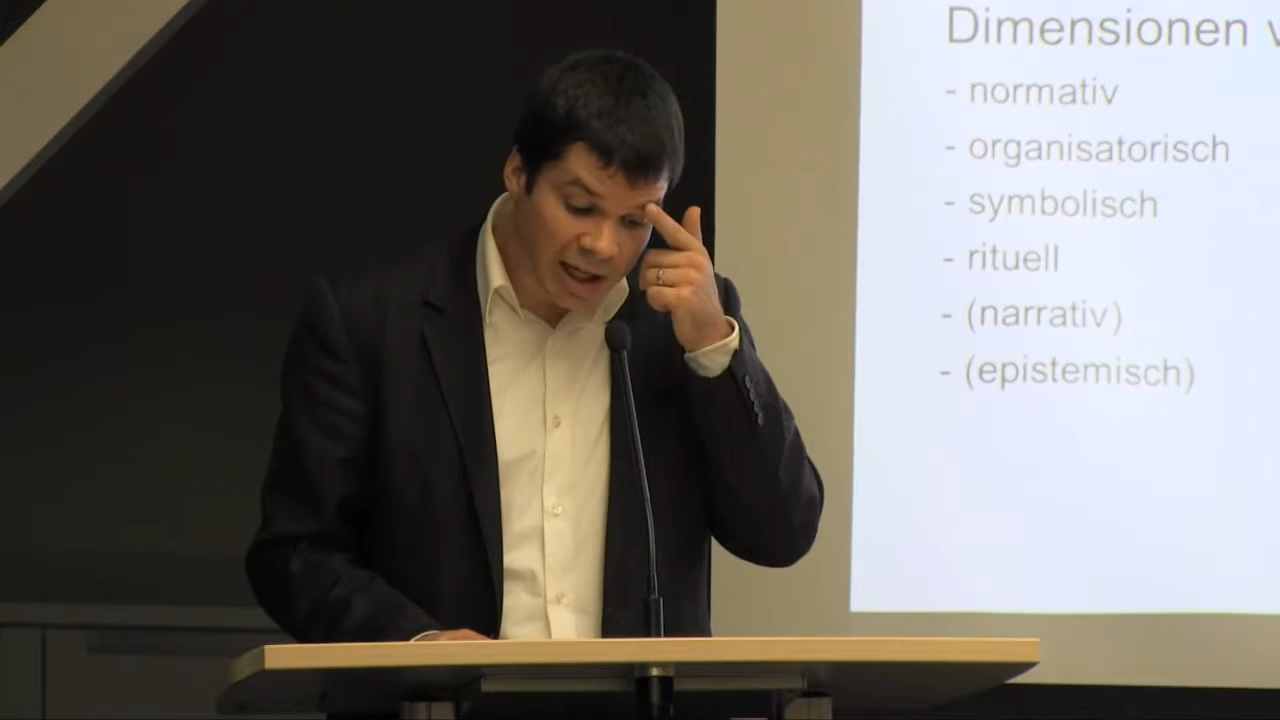 Dimensionen
- normativ
- organisatorisch
- symbolisch
- rituell
- (narrativ)
- (epistemisch)